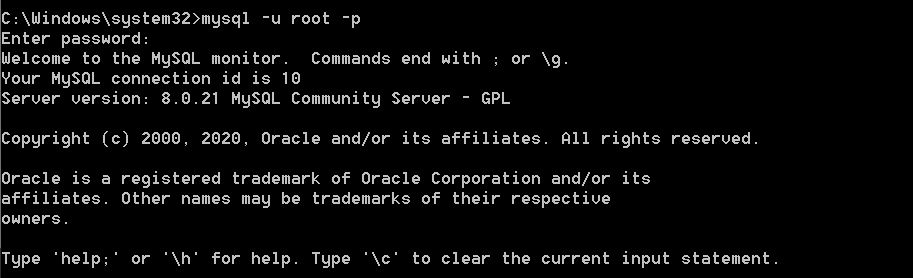 C:\Windows\system32>mysql -u root -p
Enter password:
Welcome to the MySQL monitor.  Commands end with ; or \g.
Your MySQL connection id is 10
Server version: 8.0.21 MySQL Community Server - GPL

Copyright (c) 2000, 2020, Oracle and/or its affiliates. All rights reserved.

Oracle is a registered trademark of Oracle Corporation and/or its
affiliates. Other names may be trademarks of their respective
owners.

Type 'help;' or '\h' for help. Type '\c' to clear the current input statement.